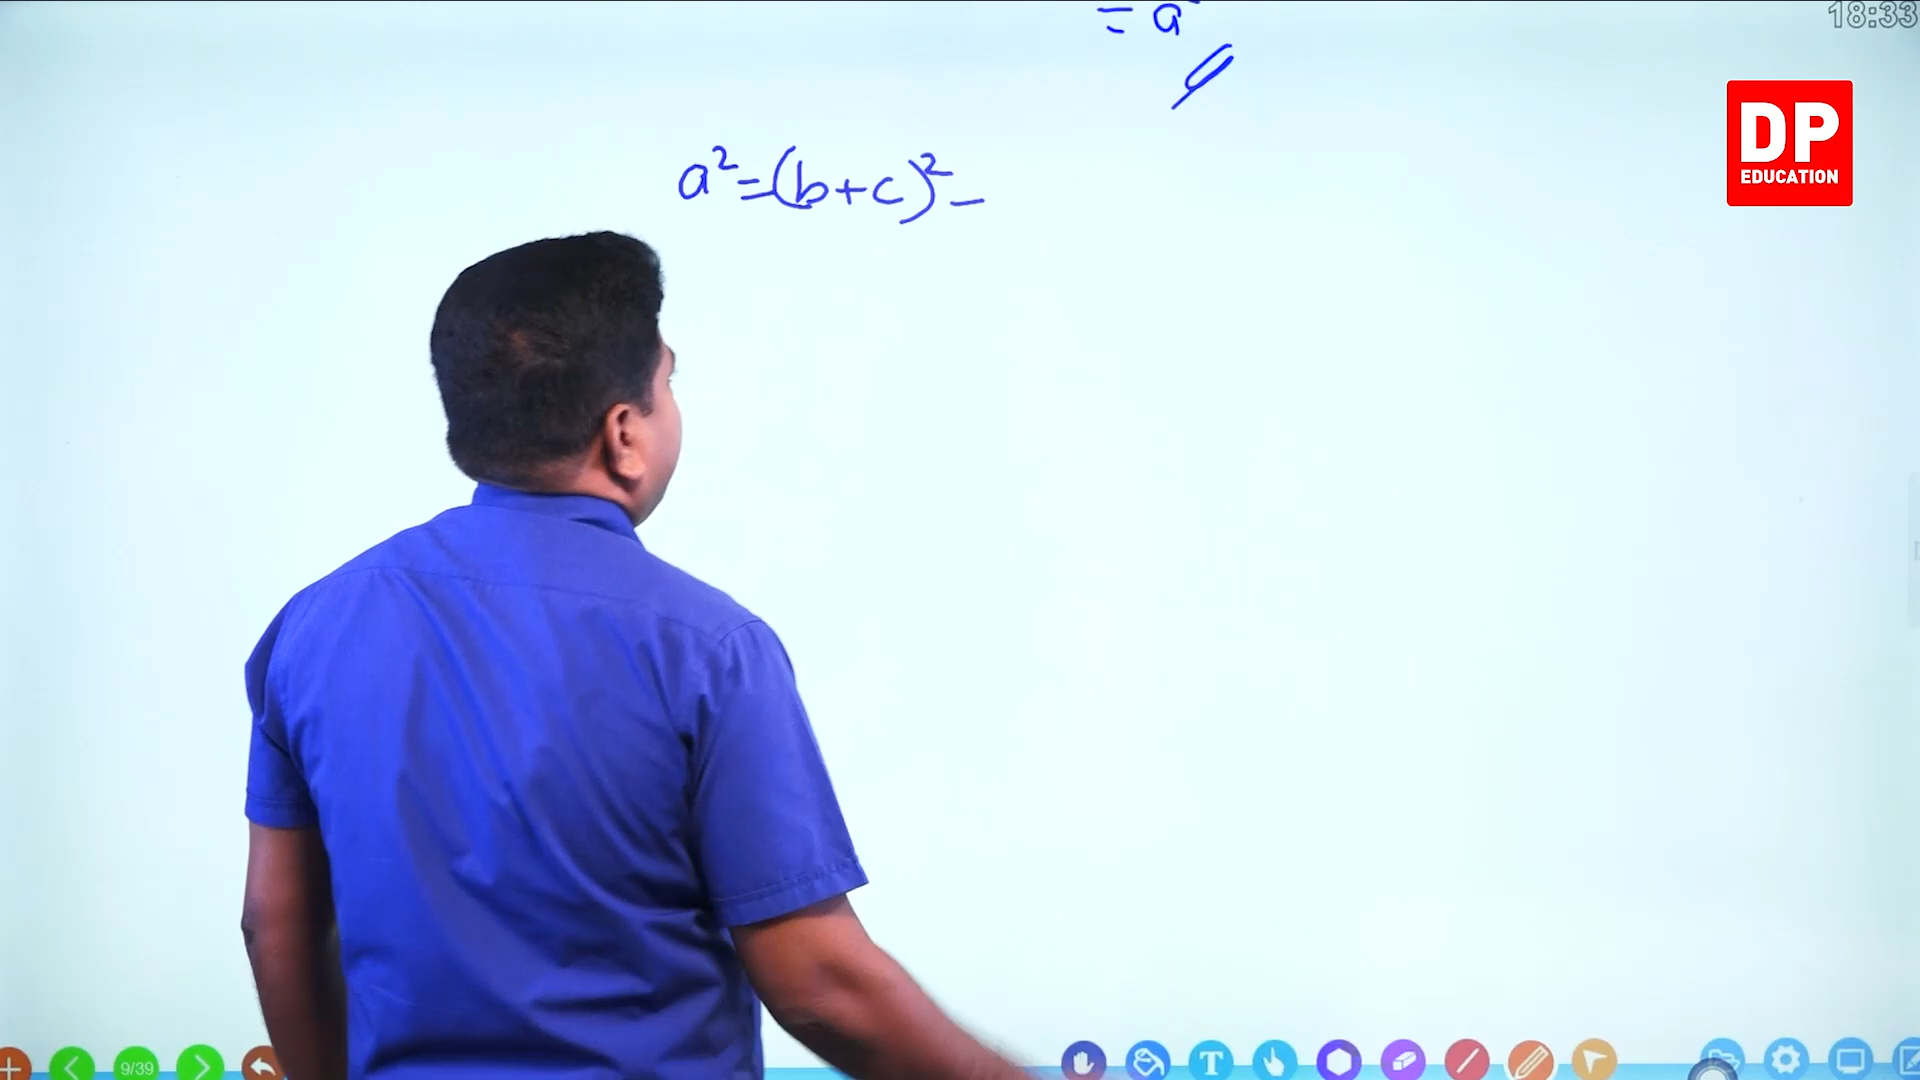 = a
18:33
DP
EDUCATION
a²=(b+c)²−
9/39
T